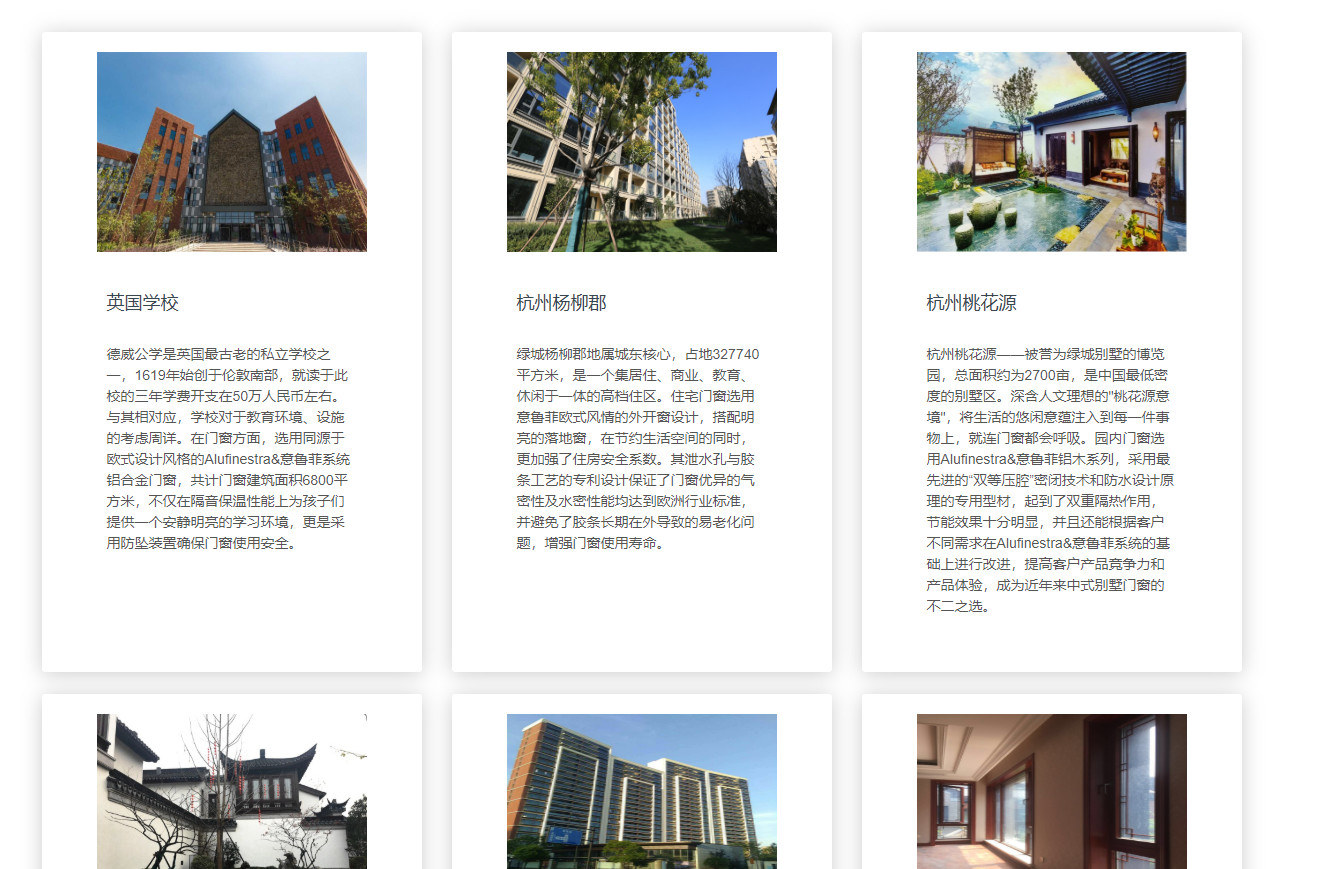 英国学校
德威公学是英国最古老的私立学校之
一，1619年始创于伦敦南部，就读于此
校的三年学费开支在50万人民币左右。
与其相对应，学校对于教育环境、设施
的考虑周详。在门窗方面，选用同源于
欧式设计风格的Alufinestra&意鲁菲系统
铝合金门窗，共计门窗建筑面积6800平
方米，不仅在隔音保温性能上为孩子们
提供一个安静明亮的学习环境，更是采
用防坠装置确保门窗使用安全。
杭州杨柳郡
绿城杨柳郡地属城东核心，占地327740
平方米，是一个集居住、商业、教育、
休闲于一体的高档住区。住宅门窗选用
意鲁菲欧式风情的外开窗设计，搭配明
亮的落地窗，在节约生活空间的同时，
更加强了住房安全系数。其泄水孔与胶
条工艺的专利设计保证了门窗优异的气
密性及水密性能均达到欧洲行业标准，
并避免了胶条长期在外导致的易老化问
题，增强门窗使用寿命。
杭州桃花源
杭州桃花源——被誉为绿城别墅的博览
园，总面积约为2700亩，是中国最低密
度的别墅区。深含人文理想的"桃花源意
境"，将生活的悠闲意蕴注入到每一件事
物上，就连门窗都会呼吸。园内门窗选
用Alufinestra&意鲁菲铝木系列，采用最
先进的"双等压腔"密闭技术和防水设计原
理的专用型材，起到了双重隔热作用，
节能效果十分明显，并且还能根据客户
不同需求在Alufinestra&意鲁菲系统的基
础上进行改进，提高客户产品竞争力和
产品体验，成为近年来中式别墅门窗的
不二之选。